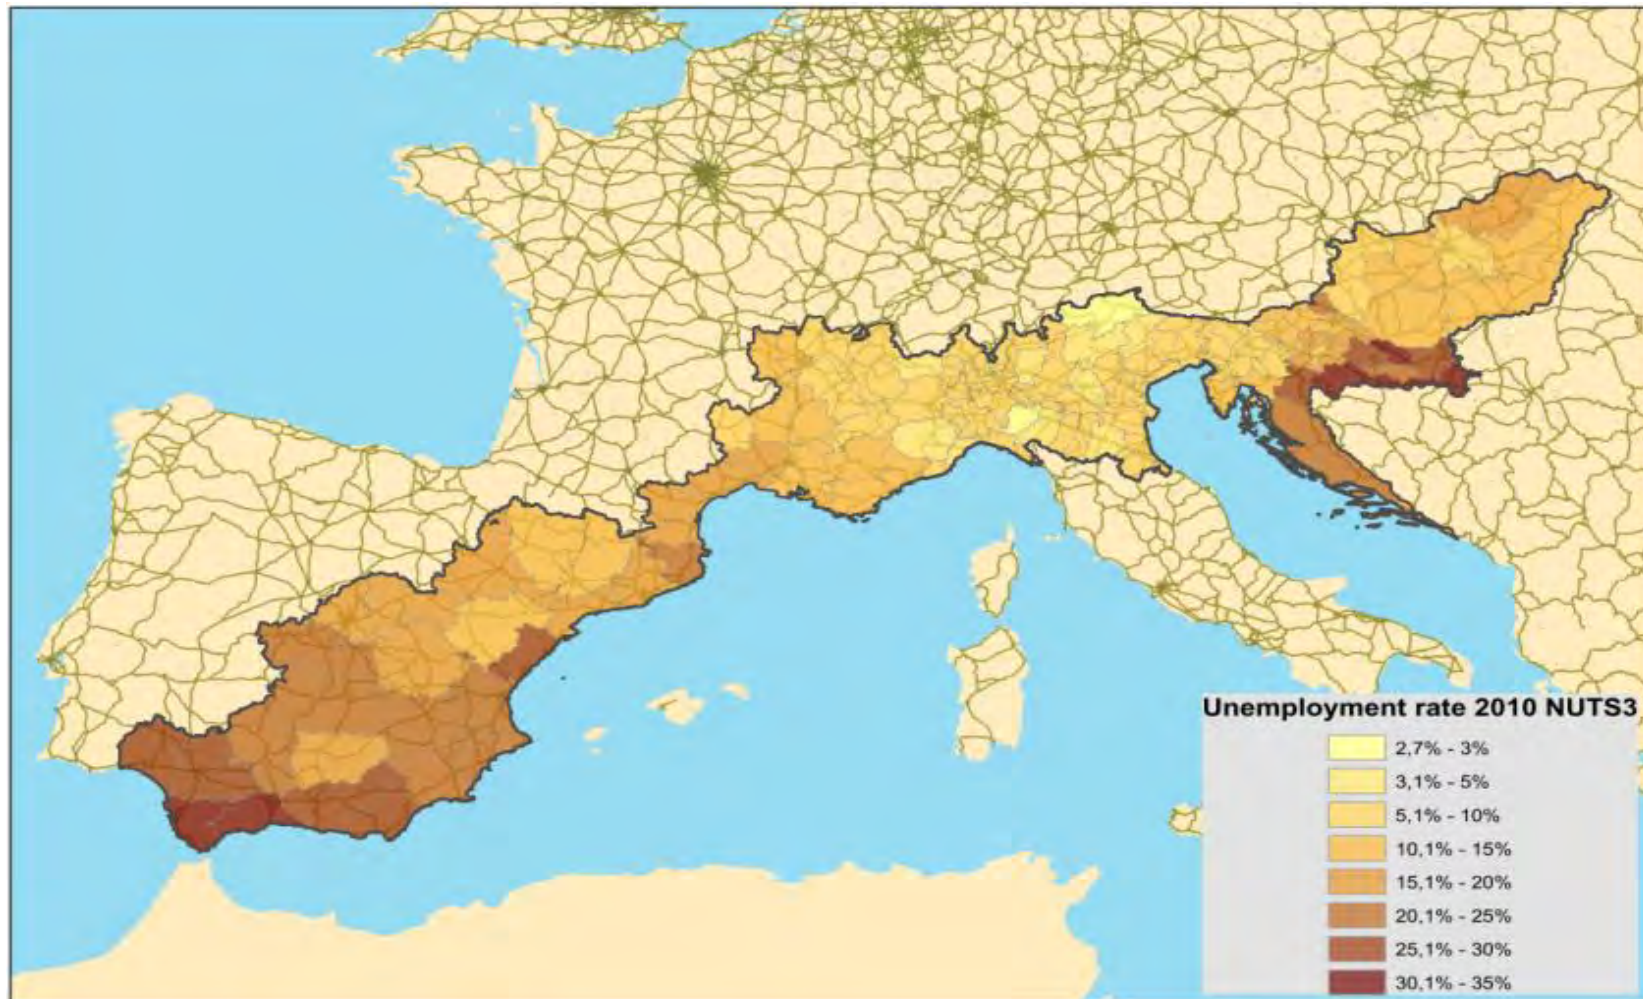 Unemployment rate 2010 NUTS3
2,7% - 3%
3,1% - 5%
5,1% - 10%
10,1% - 15%
15,1% - 20%
20,1% - 25%
25,1% - 30%
30,1% - 35%